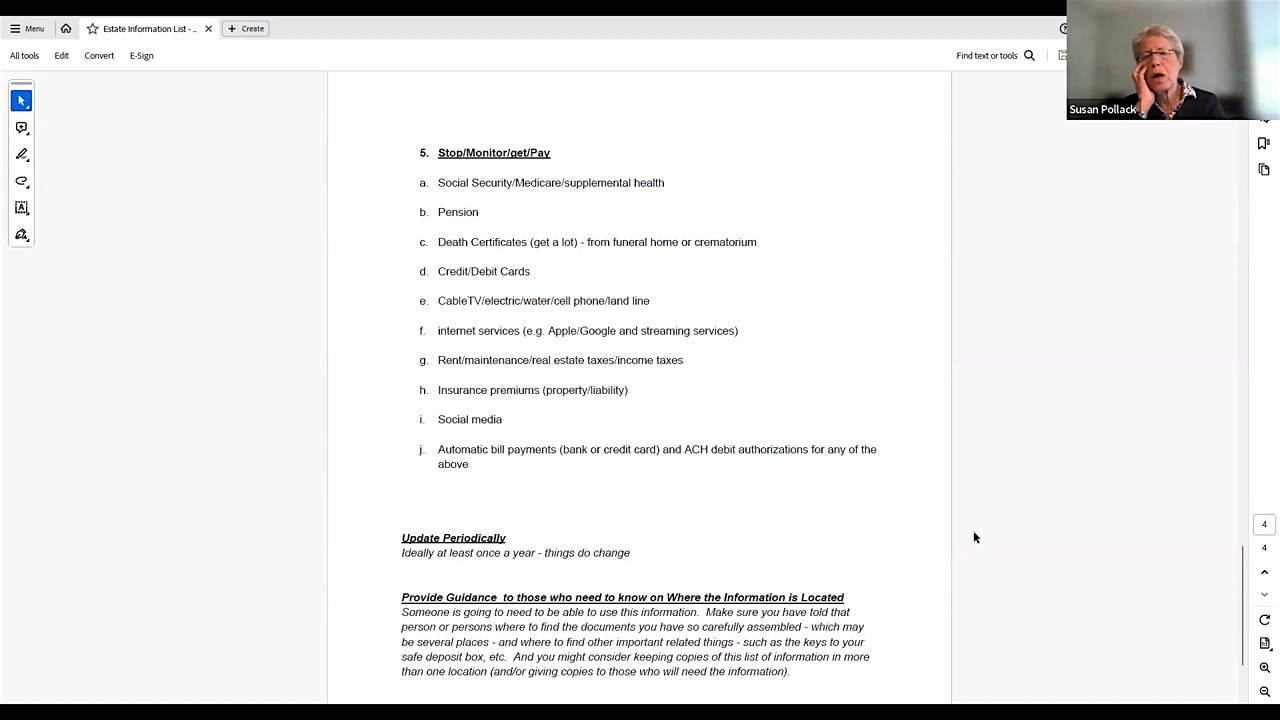 Menu
Estate Information List - ...
Create
All tools
Edit
Convert
E-Sign
Find text or tools
Susan Pollack
5. Stop/Monitor/get/Pay
a. Social Security/Medicare/supplemental health
b. Pension
c. Death Certificates (get a lot) - from funeral home or crematorium
d. Credit/Debit Cards
e. CableTV/electric/water/cell phone/land line
f. internet services (e.g. Apple/Google and streaming services)
g. Rent/maintenance/real estate taxes/income taxes
h. Insurance premiums (property/liability)
i. Social media
j. Automatic bill payments (bank or credit card) and ACH debit authorizations for any of the
above
Update Periodically
Ideally at least once a year - things do change
Provide Guidance to those who need to know on Where the Information is Located
Someone is going to need to be able to use this information. Make sure you have told that
person or persons where to find the documents you have so carefully assembled - which may
be several places - and where to find other important related things - such as the keys to your
safe deposit box, etc. And you might consider keeping copies of this list of information in more
than one location (and/or giving copies to those who will need the information).
4
4